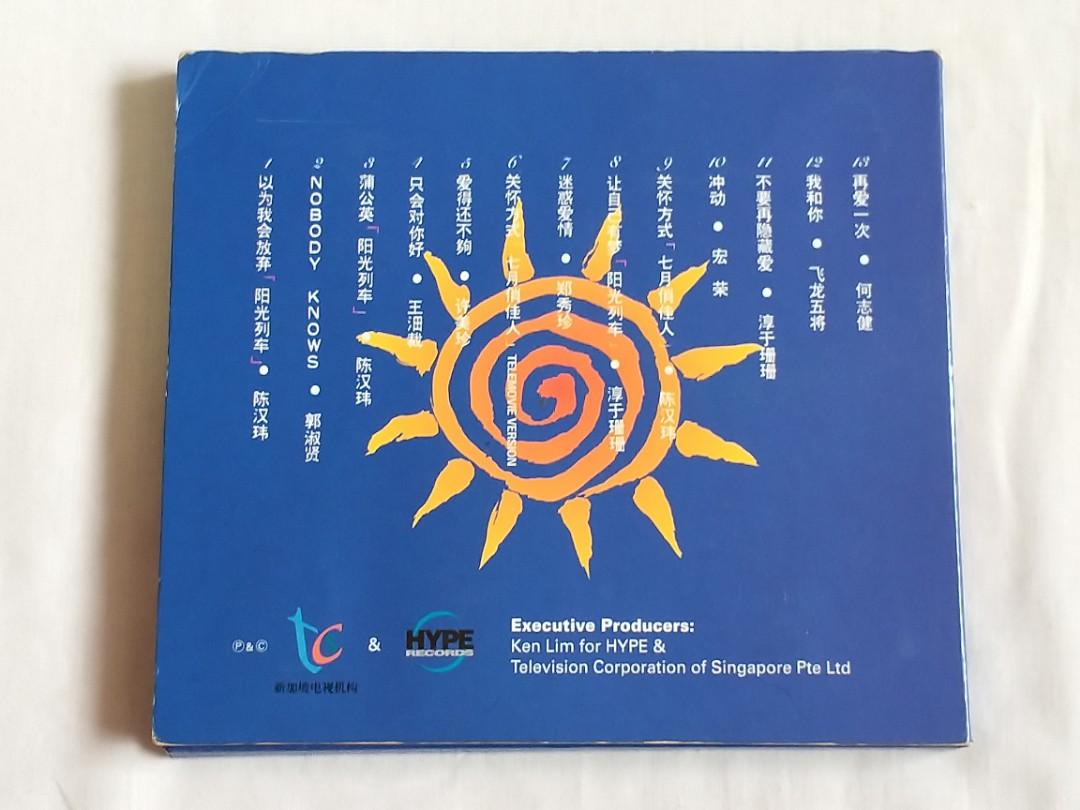 1 以为我会放弃「阳光列车」● 陈汉玮
2 NOBODY KNOWS ● 郭淑贤
3 蒲公英「阳光列车」● 陈汉玮
4 只会对你好 ● 王沺裁
5 爱得还不夠 ● 许美珍
6 关怀方式「七月俏佳人」TELEMOVIE VERSION
7 迷惑爱情 ● 郑秀珍
8 让自己有梦「阳光列车」● 淳于珊珊
9 关怀方式「七月俏佳人」● 陈汉玮
10 冲动 ● 宏荣
11 不要再隐藏爱 ● 淳于珊珊
12 我和你 ● 飞龙五将
13 再爱一次 ● 何志健
Ⓟ & Ⓒ
tc
新加坡电视机构
&
HYPE
RECORDS
Executive Producers:
Ken Lim for HYPE &
Television Corporation of Singapore Pte Ltd